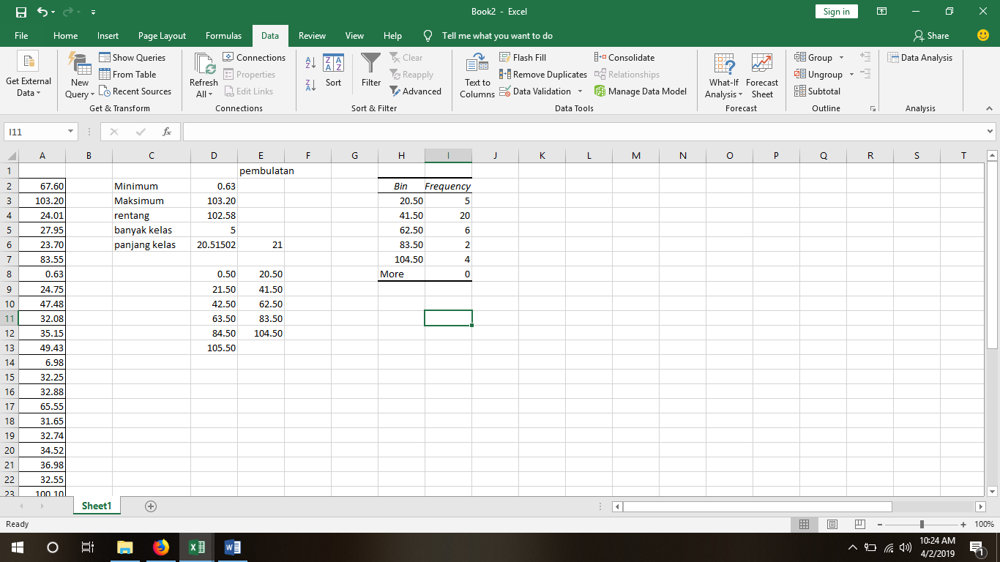 Book2 - Excel
Sign in
File Home Insert Page Layout Formulas Data Review View Help Tell me what you want to do Share
Get External Data
New Query
Show Queries
From Table
Recent Sources
Get & Transform
Refresh All
Connections
Properties
Edit Links
Connections
Sort
Filter
Clear
Reapply
Advanced
Sort & Filter
Text to Columns
Flash Fill
Remove Duplicates
Data Validation
Consolidate
Relationships
Manage Data Model
Data Tools
What-If Analysis
Forecast Sheet
Forecast
Group
Ungroup
Subtotal
Outline
Data Analysis
Analysis
I11 fx
A B C D E F G H I J K L M N O P Q R S T
1 pembulatan
2 67.60 Minimum 0.63 Bin Frequency
3 103.20 Maksimum 103.20 20.50 5
4 24.01 rentang 102.58 41.50 20
5 27.95 banyak kelas 5 62.50 6
6 23.70 panjang kelas 20.51502 21 83.50 2
7 83.55 104.50 4
8 0.63 0.50 20.50 More 0
9 24.75 21.50 41.50
10 47.48 42.50 62.50
11 32.08 63.50 83.50
12 35.15 84.50 104.50
13 49.43 105.50
14 6.98
15 32.25
16 32.88
17 65.55
18 31.65
19 32.74
20 34.52
21 36.98
22 32.55
23 100.10
Sheet1
Ready 100%
10:24 AM
4/2/2019
1